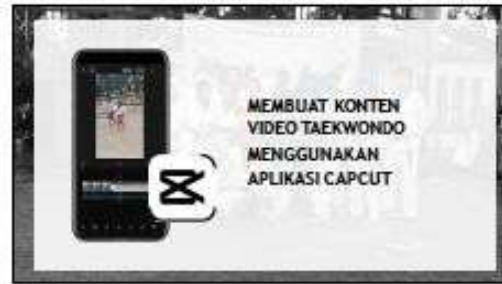 MEMBUAT KONTEN
VIDEO TAEKWONDO
MENGGUNAKAN
APLIKASI CAPCUT